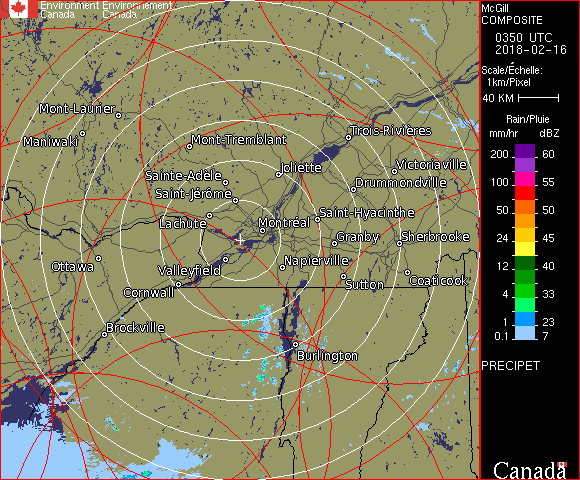 Environment Environnement
Canada Canada
McGill
COMPOSITE
0350 UTC
2018-02-16
Scale/Échelle:
1km/Pixel
40 KM
Rain/Pluie
mm/hr dBZ
200 60
155 57
100 55
50 50
24 45
12 40
4 33
1 23
0.1 7
PRECIPET
Mont-Laurier
Maniwaki
Mont-Tremblant
Trois-Rivières
Joliette
Victoriaville
Sainte-Adèle
Drummondville
Saint-Jérôme
Saint-Hyacinthe
Lachute
Montréal
Granby
Sherbrooke
Ottawa
Valleyfield
Napierville
Cornwall
Sutton
Coaticook
Brockville
Burlington
Canada